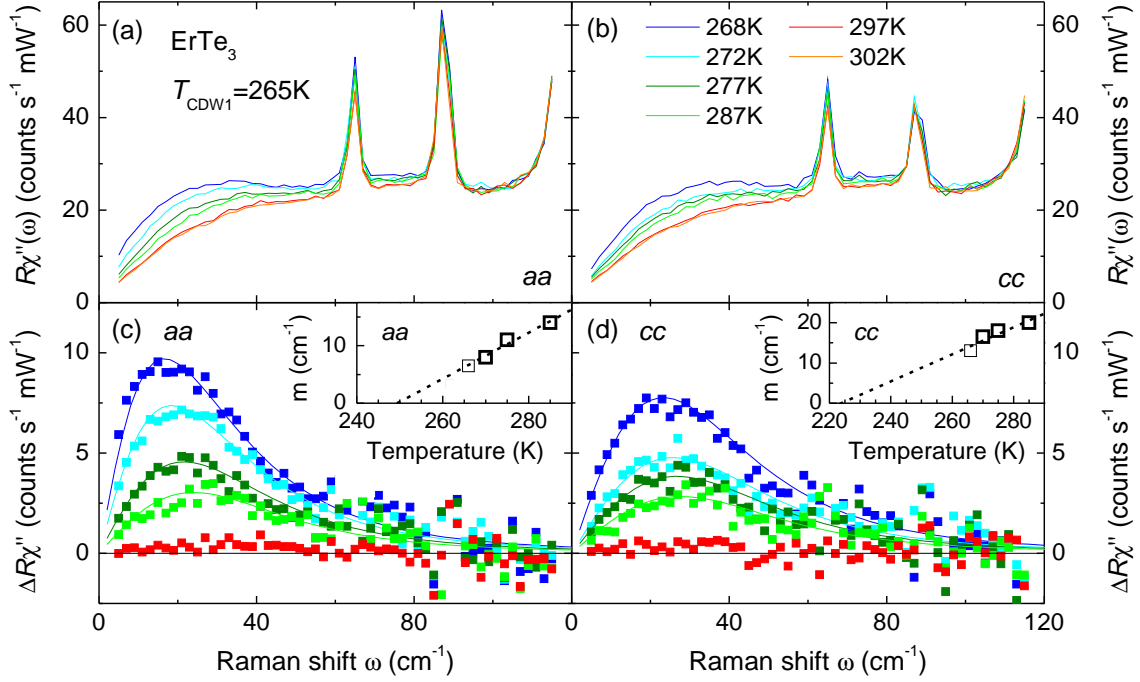 (a)
ErTe3
TCDW1=265K
aa
Rχ''(ω) (counts s-1 mW-1)
60
40
20
0
(b)
268K
272K
277K
287K
297K
302K
cc
60
40
20
0
Rχ''(ω) (counts s-1 mW-1)
(c)
aa
ΔRχ'' (counts s-1 mW-1)
10
5
0
aa
m (cm-1)
10
0
240
260
280
Temperature (K)
0
40
80
Raman shift ω (cm-1)
(d)
cc
cc
m (cm-1)
20
15
10
5
0
220
240
260
280
Temperature (K)
10
5
0
ΔRχ'' (counts s-1 mW-1)
0
40
80
120
Raman shift ω (cm-1)